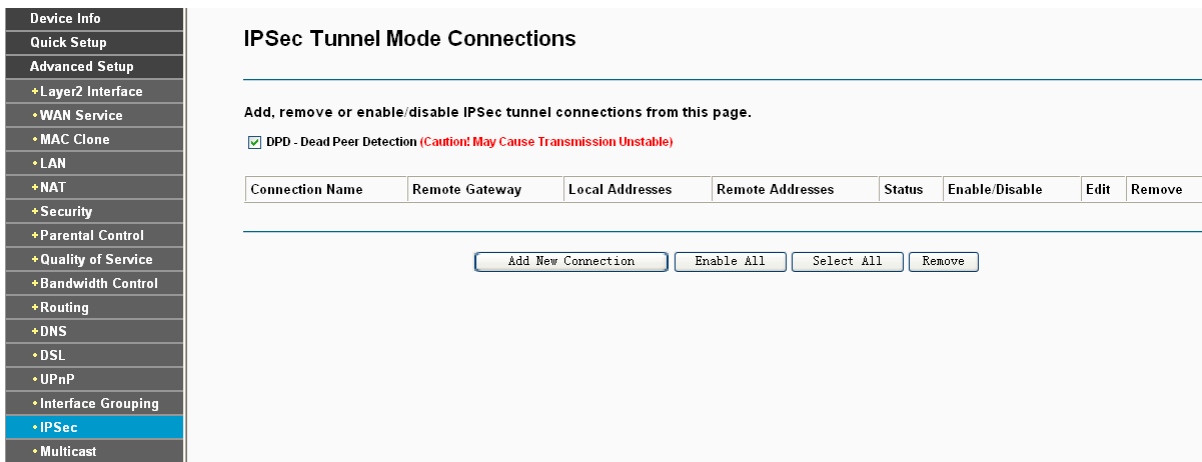 Device Info
Quick Setup
Advanced Setup
+Layer2 Interface
•WAN Service
•MAC Clone
•LAN
+NAT
+Security
+Parental Control
+Quality of Service
+Bandwidth Control
+Routing
+DNS
•DSL
•UPnP
•Interface Grouping
•IPSec
•Multicast
IPSec Tunnel Mode Connections
Add, remove or enable/disable IPSec tunnel connections from this page.
DPD - Dead Peer Detection (Caution! May Cause Transmission Unstable)
Connection Name Remote Gateway Local Addresses Remote Addresses Status Enable/Disable Edit Remove
Add New Connection Enable All Select All Remove